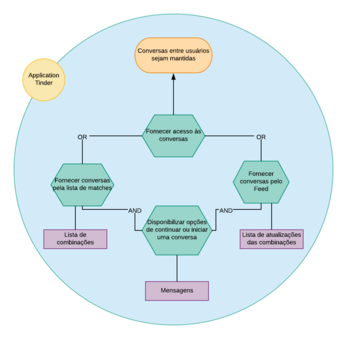 Conversas entre usuários
sejam mantidas
Application
Tinder
Fornecer acesso às
conversas
OR
OR
Fornecer conversas
pela lista de matches
Fornecer
conversas pelo
Feed
AND
AND
Disponibilizar opções
de continuar ou iniciar
uma conversa
Lista de
combinações
Lista de atualizações
das combinações
Mensagens